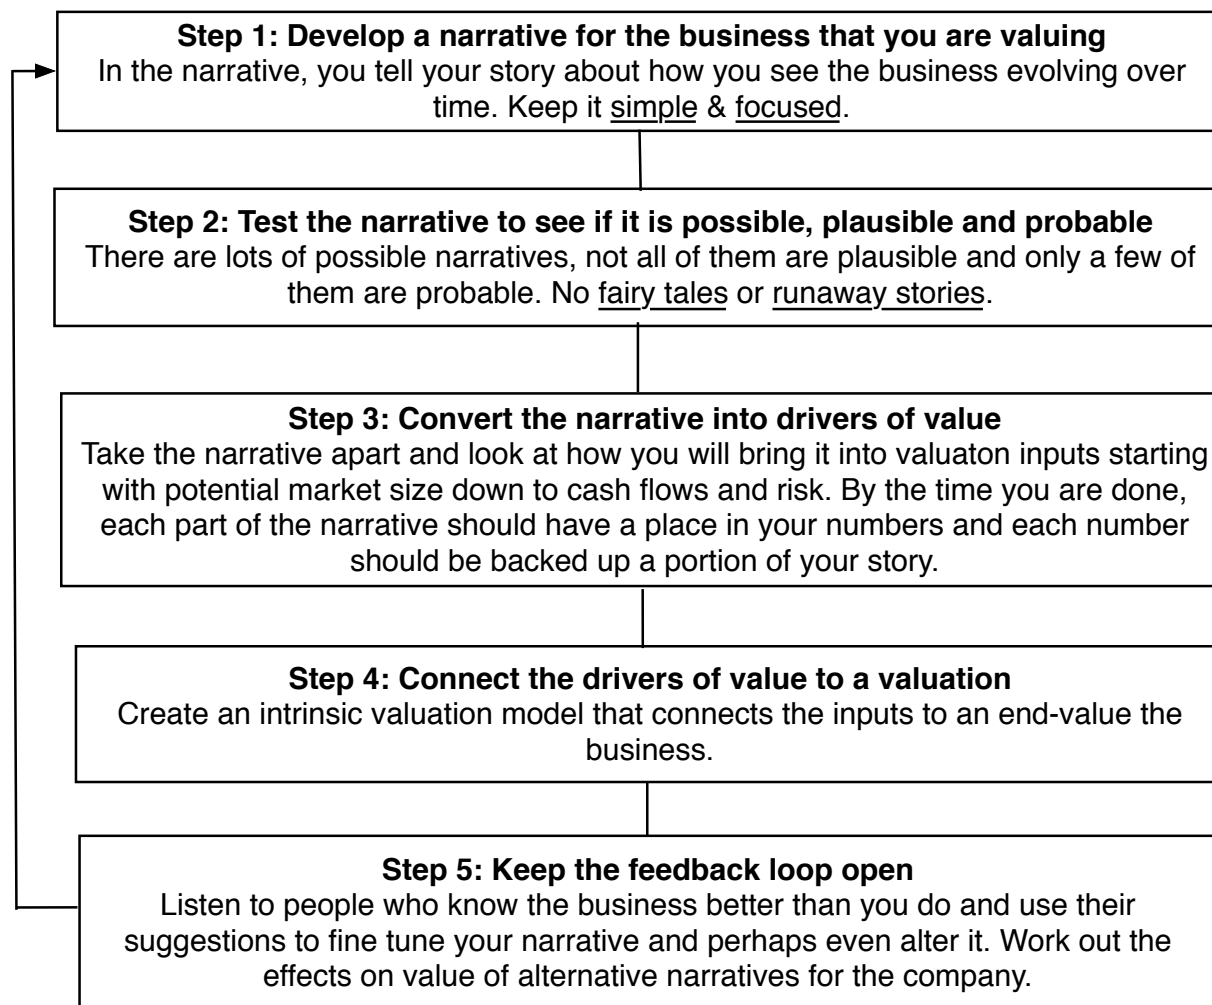 Step 1: Develop a narrative for the business that you are valuing
In the narrative, you tell your story about how you see the business evolving over
time. Keep it simple & focused.
Step 2: Test the narrative to see if it is possible, plausible and probable
There are lots of possible narratives, not all of them are plausible and only a few of
them are probable. No fairy tales or runaway stories.
Step 3: Convert the narrative into drivers of value
Take the narrative apart and look at how you will bring it into valuaton inputs starting
with potential market size down to cash flows and risk. By the time you are done,
each part of the narrative should have a place in your numbers and each number
should be backed up a portion of your story.
Step 4: Connect the drivers of value to a valuation
Create an intrinsic valuation model that connects the inputs to an end-value the
business.
Step 5: Keep the feedback loop open
Listen to people who know the business better than you do and use their
suggestions to fine tune your narrative and perhaps even alter it. Work out the
effects on value of alternative narratives for the company.